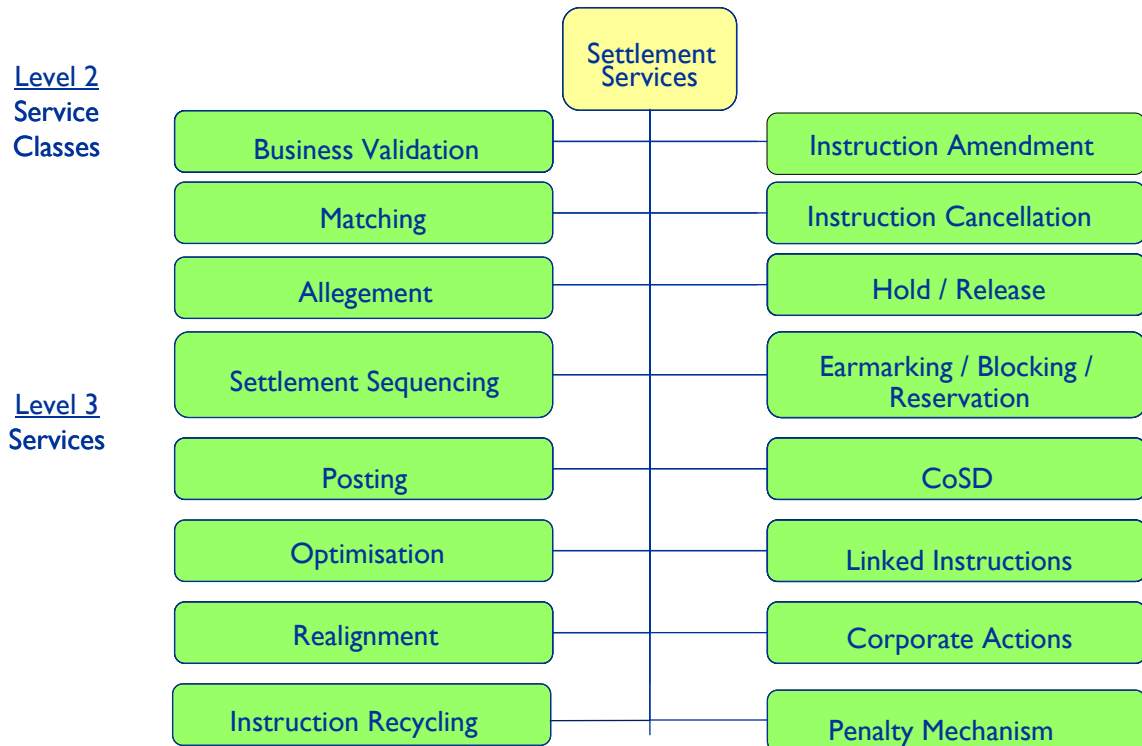 Settlement
Services
Level 2
Service
Classes
Business Validation
Instruction Amendment
Matching
Instruction Cancellation
Allegement
Hold / Release
Settlement Sequencing
Earmarking / Blocking /
Reservation
Level 3
Services
Posting
CoSD
Optimisation
Linked Instructions
Realignment
Corporate Actions
Instruction Recycling
Penalty Mechanism